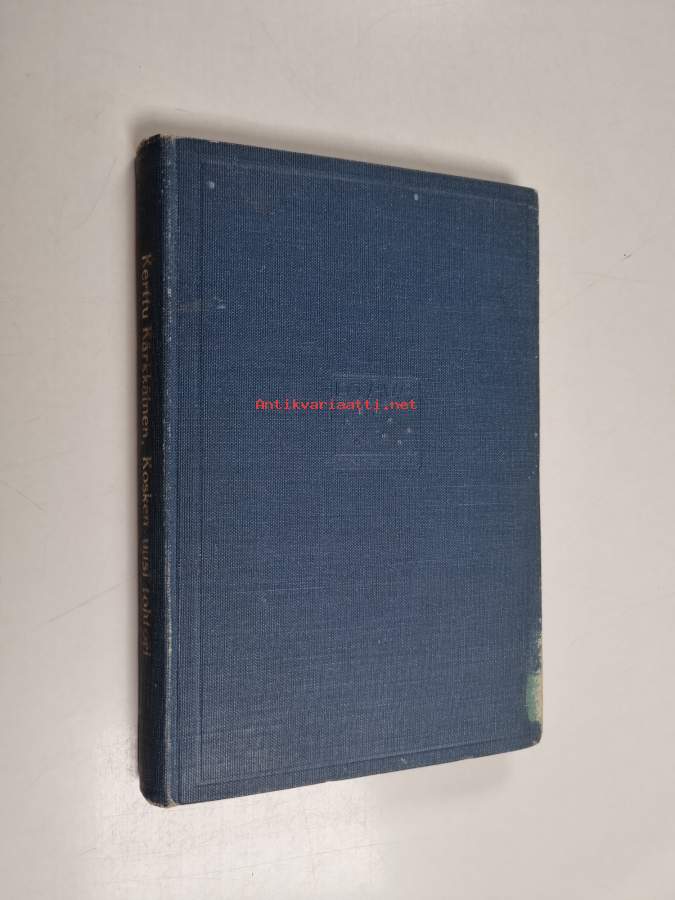 Kerttu Kärkkäinen. Kosken uusi tohtori
Antikvariaatti.net